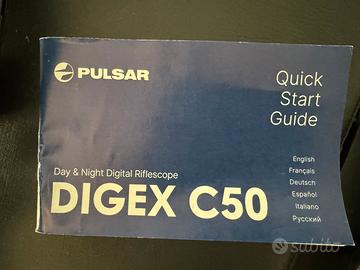 PULSAR
Quick
Start
Guide
English
Français
Deutsch
Español
Italiano
Русский
Day & Night Digital Riflescope
DIGEX C50
subito